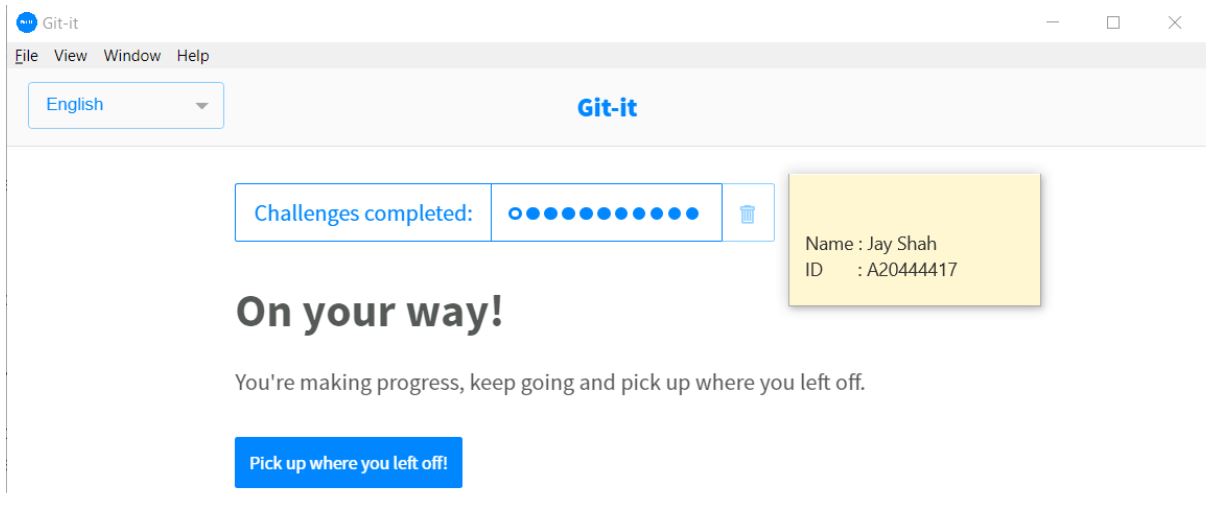 Git-it
File View Window Help
English
Git-it
Challenges completed:
Name : Jay Shah
ID : A20444417
On your way!
You're making progress, keep going and pick up where you left off.
Pick up where you left off!